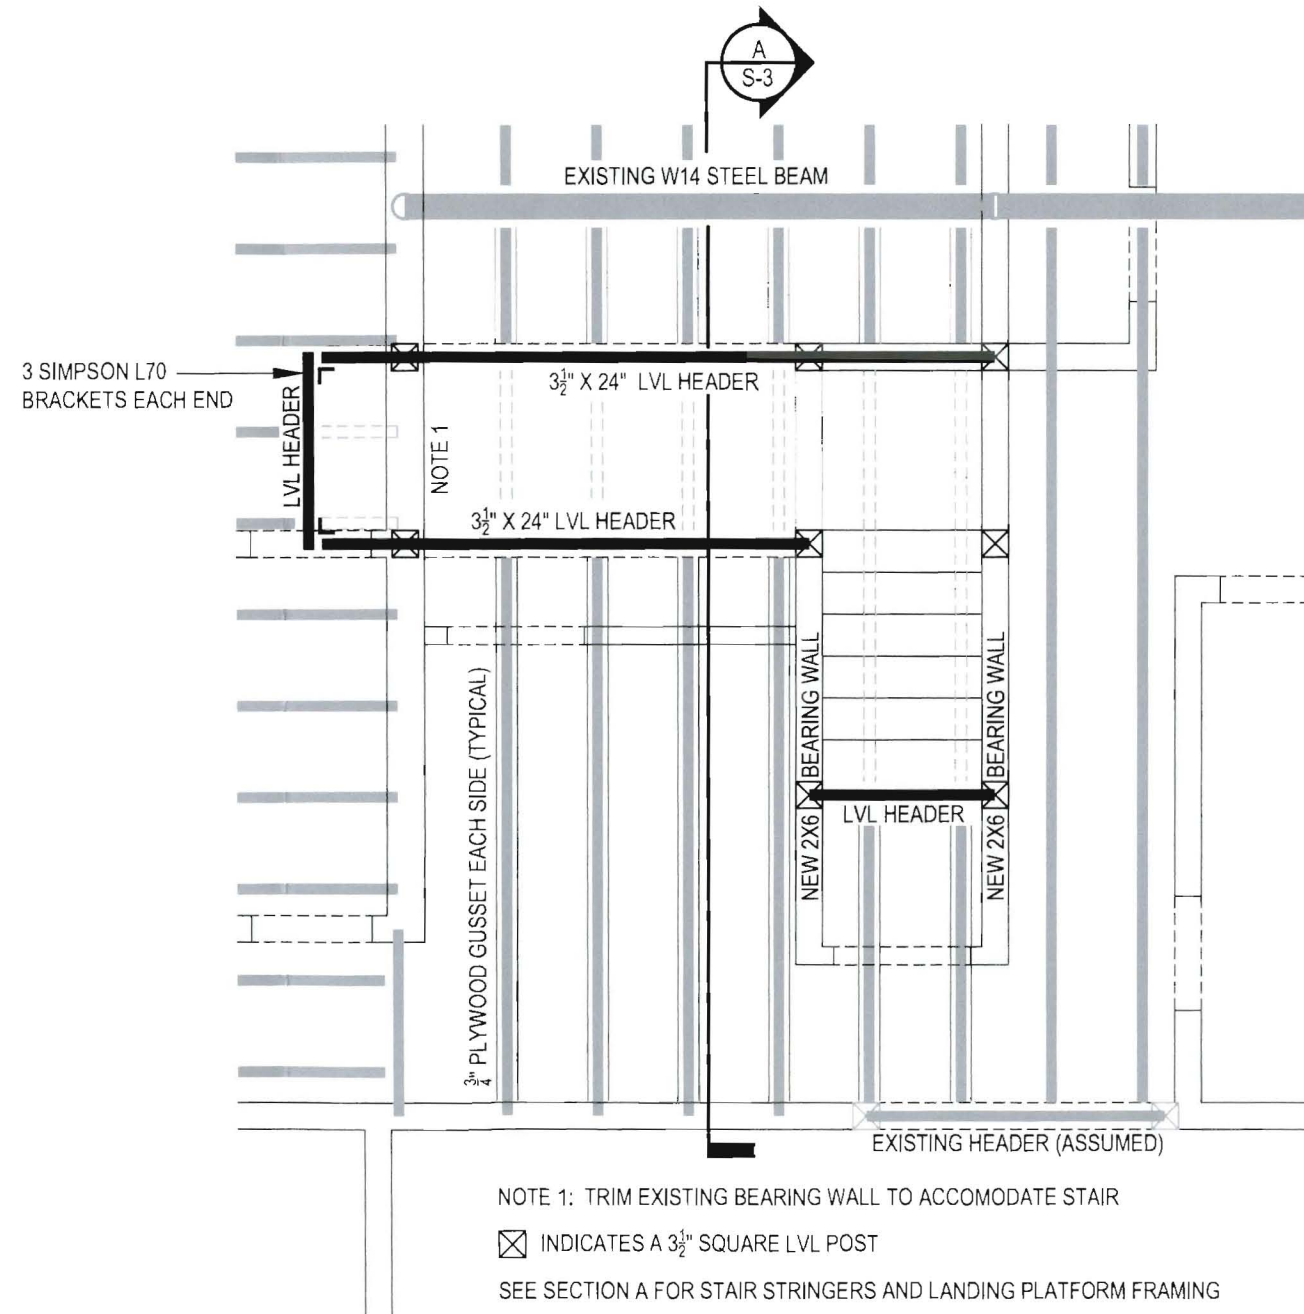 A
S-3
EXISTING W14 STEEL BEAM
3 SIMPSON L70
BRACKETS EACH END
LVL HEADER
3½" X 24" LVL HEADER
NOTE 1
3½" X 24" LVL HEADER
¾" PLYWOOD GUSSET EACH SIDE (TYPICAL)
NEW 2X6 BEARING WALL
NEW 2X6 BEARING WALL
LVL HEADER
EXISTING HEADER (ASSUMED)
NOTE 1: TRIM EXISTING BEARING WALL TO ACCOMODATE STAIR
INDICATES A 3½" SQUARE LVL POST
SEE SECTION A FOR STAIR STRINGERS AND LANDING PLATFORM FRAMING